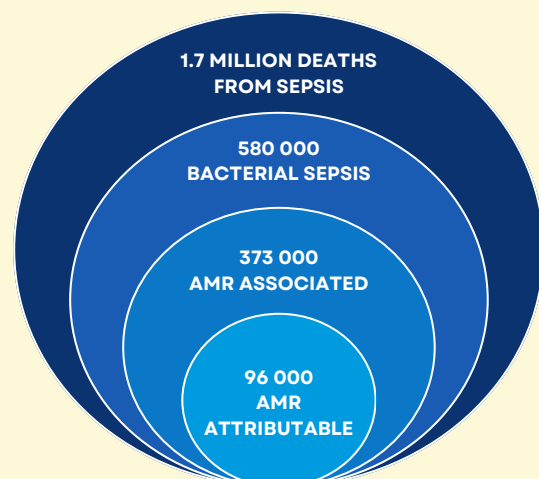 1.7 MILLION DEATHS
FROM SEPSIS
580 000
BACTERIAL SEPSIS
373 000
AMR ASSOCIATED
96 000
AMR
ATTRIBUTABLE